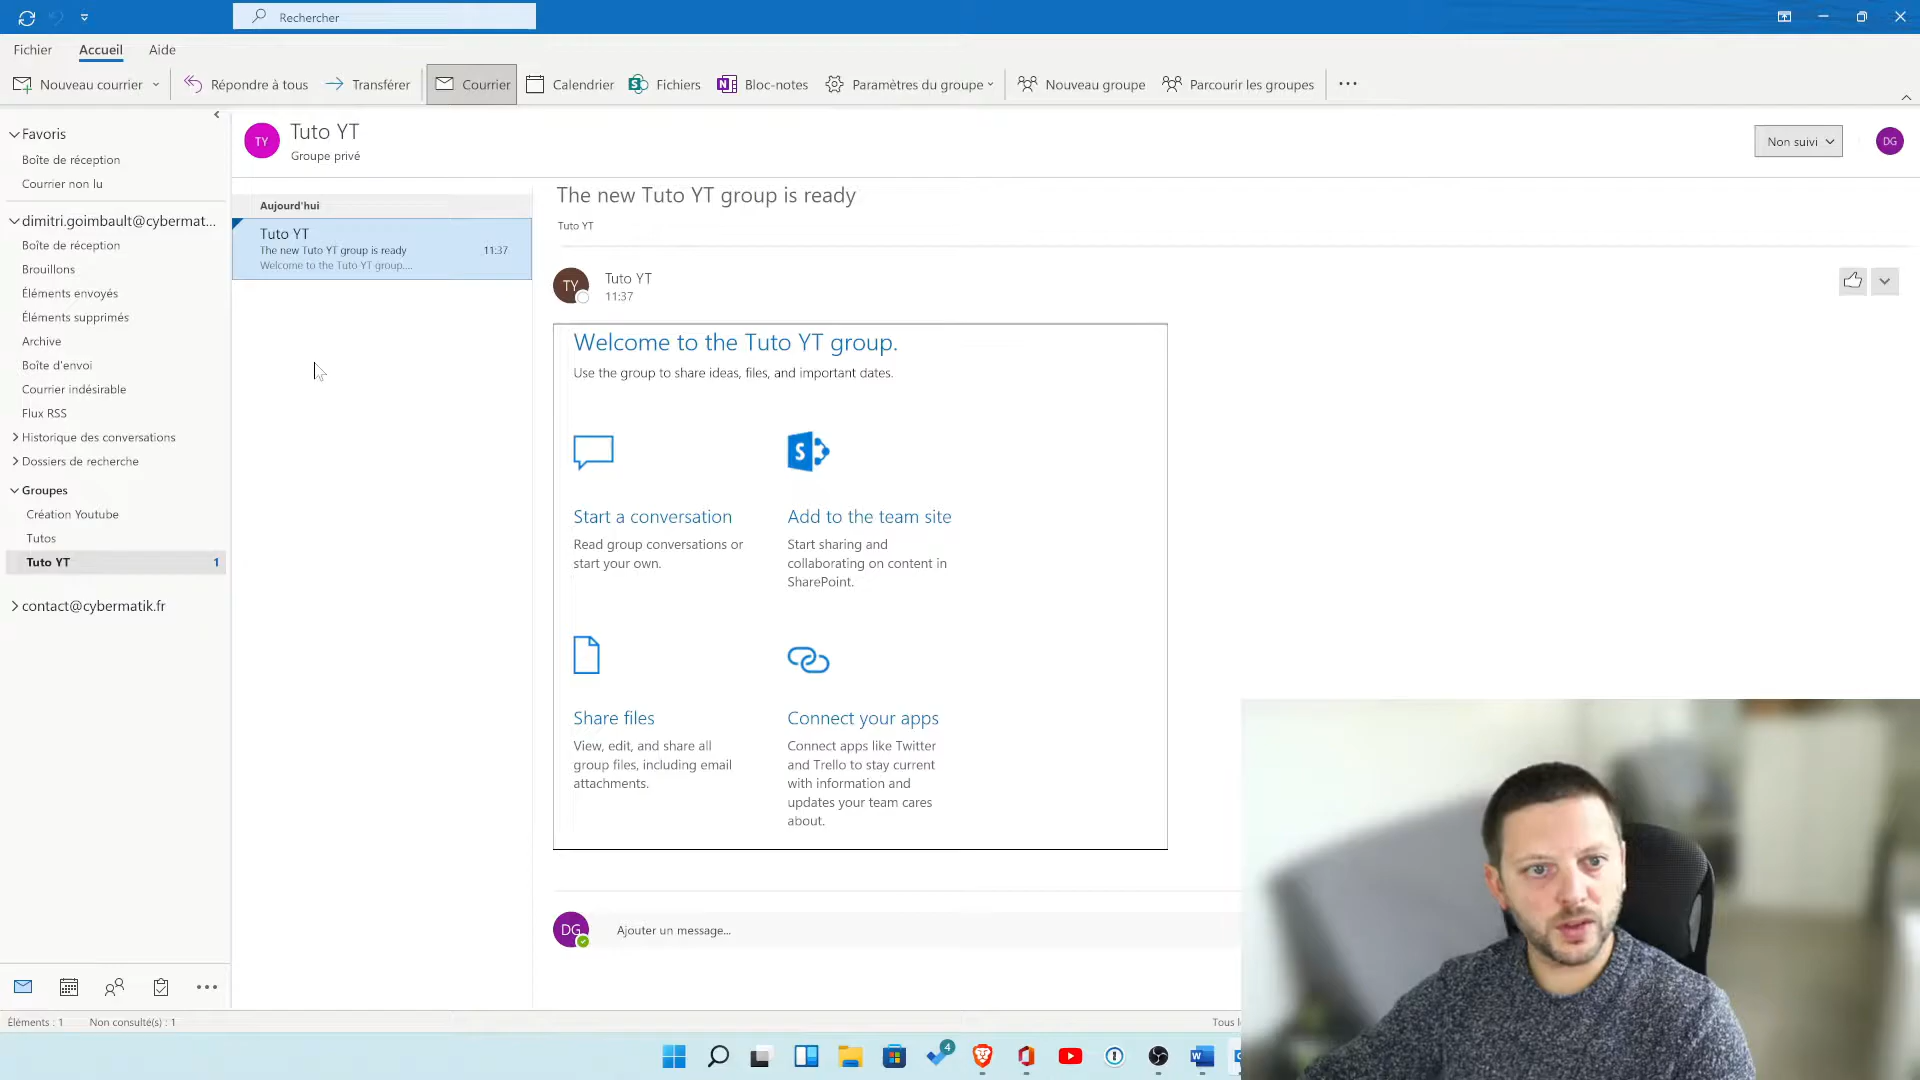 Rechercher
Fichier
Accueil
Aide
Nouveau courrier
Répondre à tous
Transférer
Courrier
Calendrier
Fichiers
Bloc-notes
Paramètres du groupe
Nouveau groupe
Parcourir les groupes
Favoris
Boîte de réception
Courrier non lu
dimitri.goimbault@cybermat...
Boîte de réception
Brouillons
Éléments envoyés
Éléments supprimés
Archive
Boîte d'envoi
Courrier indésirable
Flux RSS
Historique des conversations
Dossiers de recherche
Groupes
Création Youtube
Tutos
Tuto YT 1
contact@cybermatik.fr
Éléments : 1
Non consulté(s) : 1
TY
Tuto YT
Groupe privé
Non suivi
DG
Aujourd'hui
Tuto YT
The new Tuto YT group is ready 11:37
Welcome to the Tuto YT group....
The new Tuto YT group is ready
Tuto YT
TY
Tuto YT
11:37
Welcome to the Tuto YT group.
Use the group to share ideas, files, and important dates.
Start a conversation
Read group conversations or
start your own.
Add to the team site
Start sharing and
collaborating on content in
SharePoint.
Share files
View, edit, and share all
group files, including email
attachments.
Connect your apps
Connect apps like Twitter
and Trello to stay current
with information and
updates your team cares
about.
DG
Ajouter un message...
4